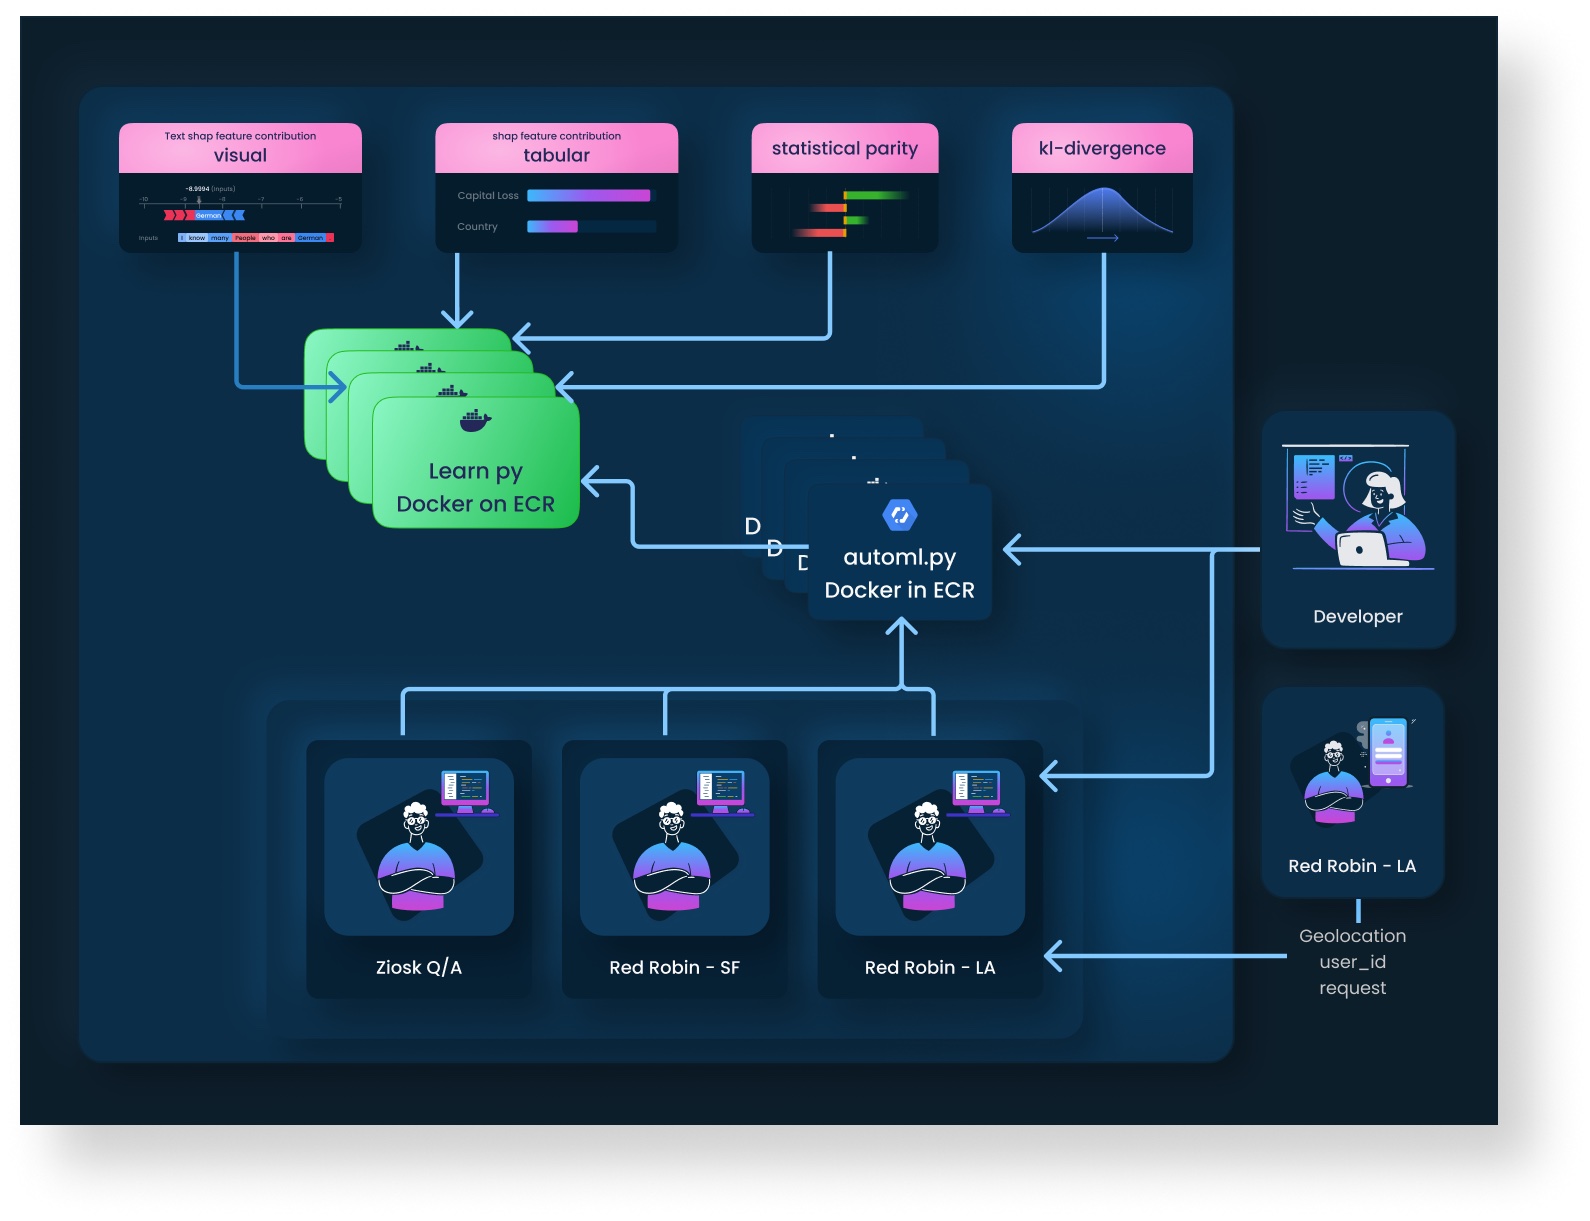 Text shap feature contribution
visual
-8.9994 (inputs)
-10 -9 -8 -7 -6 -5
German
Inputs
I know many People who are German
shap feature contribution
tabular
Capital Loss
Country
statistical parity
kl-divergence
Learn py
Docker on ECR
D
D
D
automl.py
Docker in ECR
Developer
Red Robin - LA
Geolocation
user_id
request
Ziosk Q/A
Red Robin - SF
Red Robin - LA